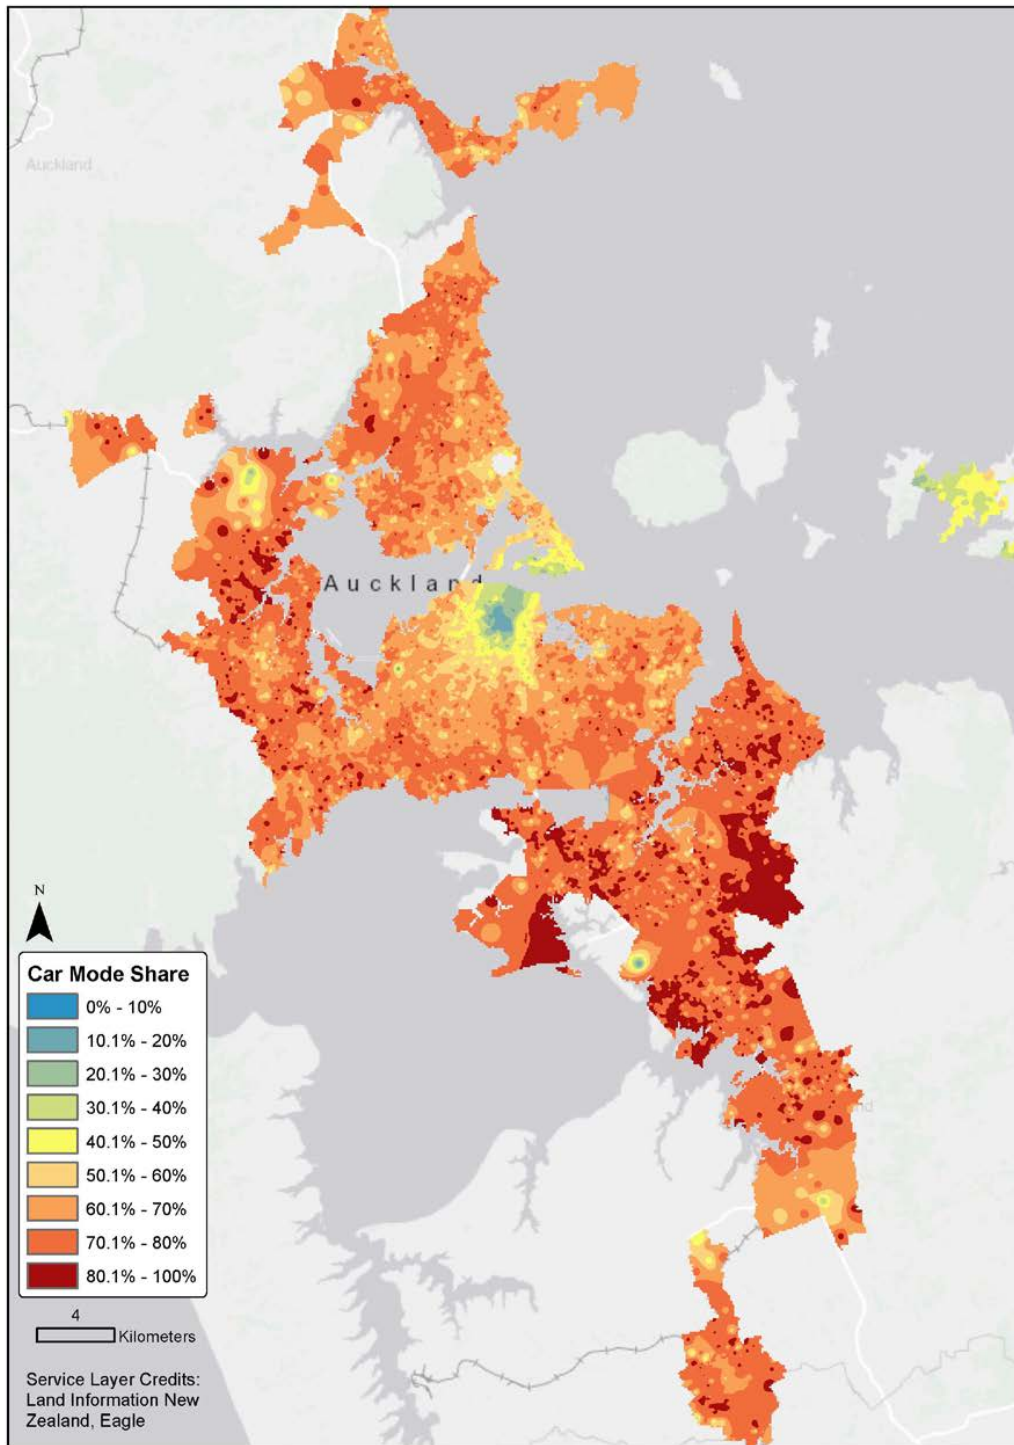 Auckland
Auckland
N
Car Mode Share
0% - 10%
10.1% - 20%
20.1% - 30%
30.1% - 40%
40.1% - 50%
50.1% - 60%
60.1% - 70%
70.1% - 80%
80.1% - 100%
4
Kilometers
Service Layer Credits:
Land Information New
Zealand, Eagle